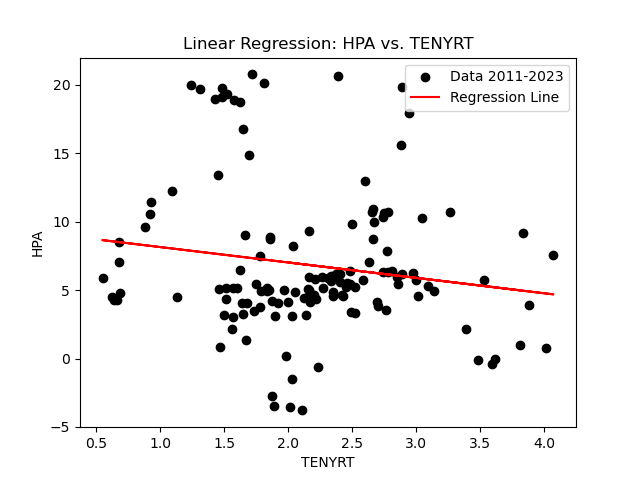 Linear Regression: HPA vs. TENYRT
Data 2011-2023
Regression Line
20
15
10
5
0
−5
HPA
0.5 1.0 1.5 2.0 2.5 3.0 3.5 4.0
TENYRT